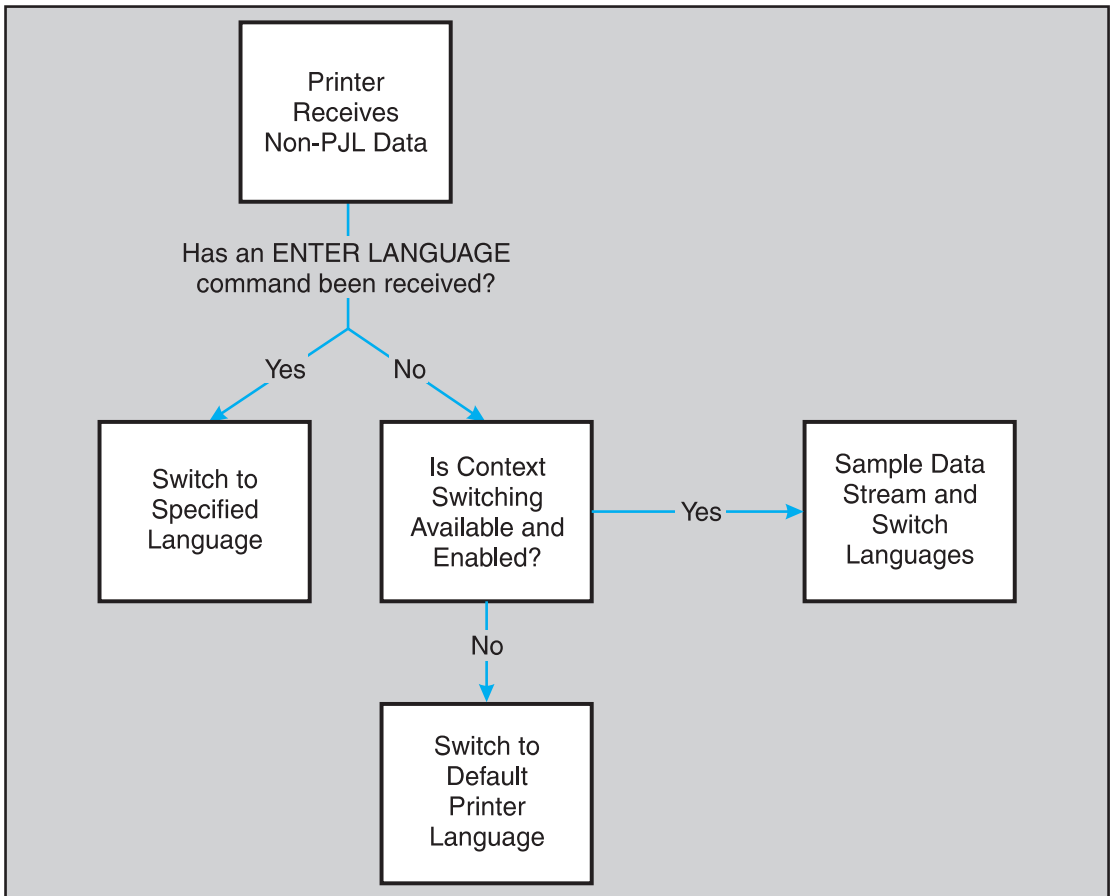 Printer
Receives
Non-PJL Data
Has an ENTER LANGUAGE
command been received?
Yes
No
Switch to
Specified
Language
Is Context
Switching
Available and
Enabled?
Yes
Sample Data
Stream and
Switch
Languages
No
Switch to
Default
Printer
Language